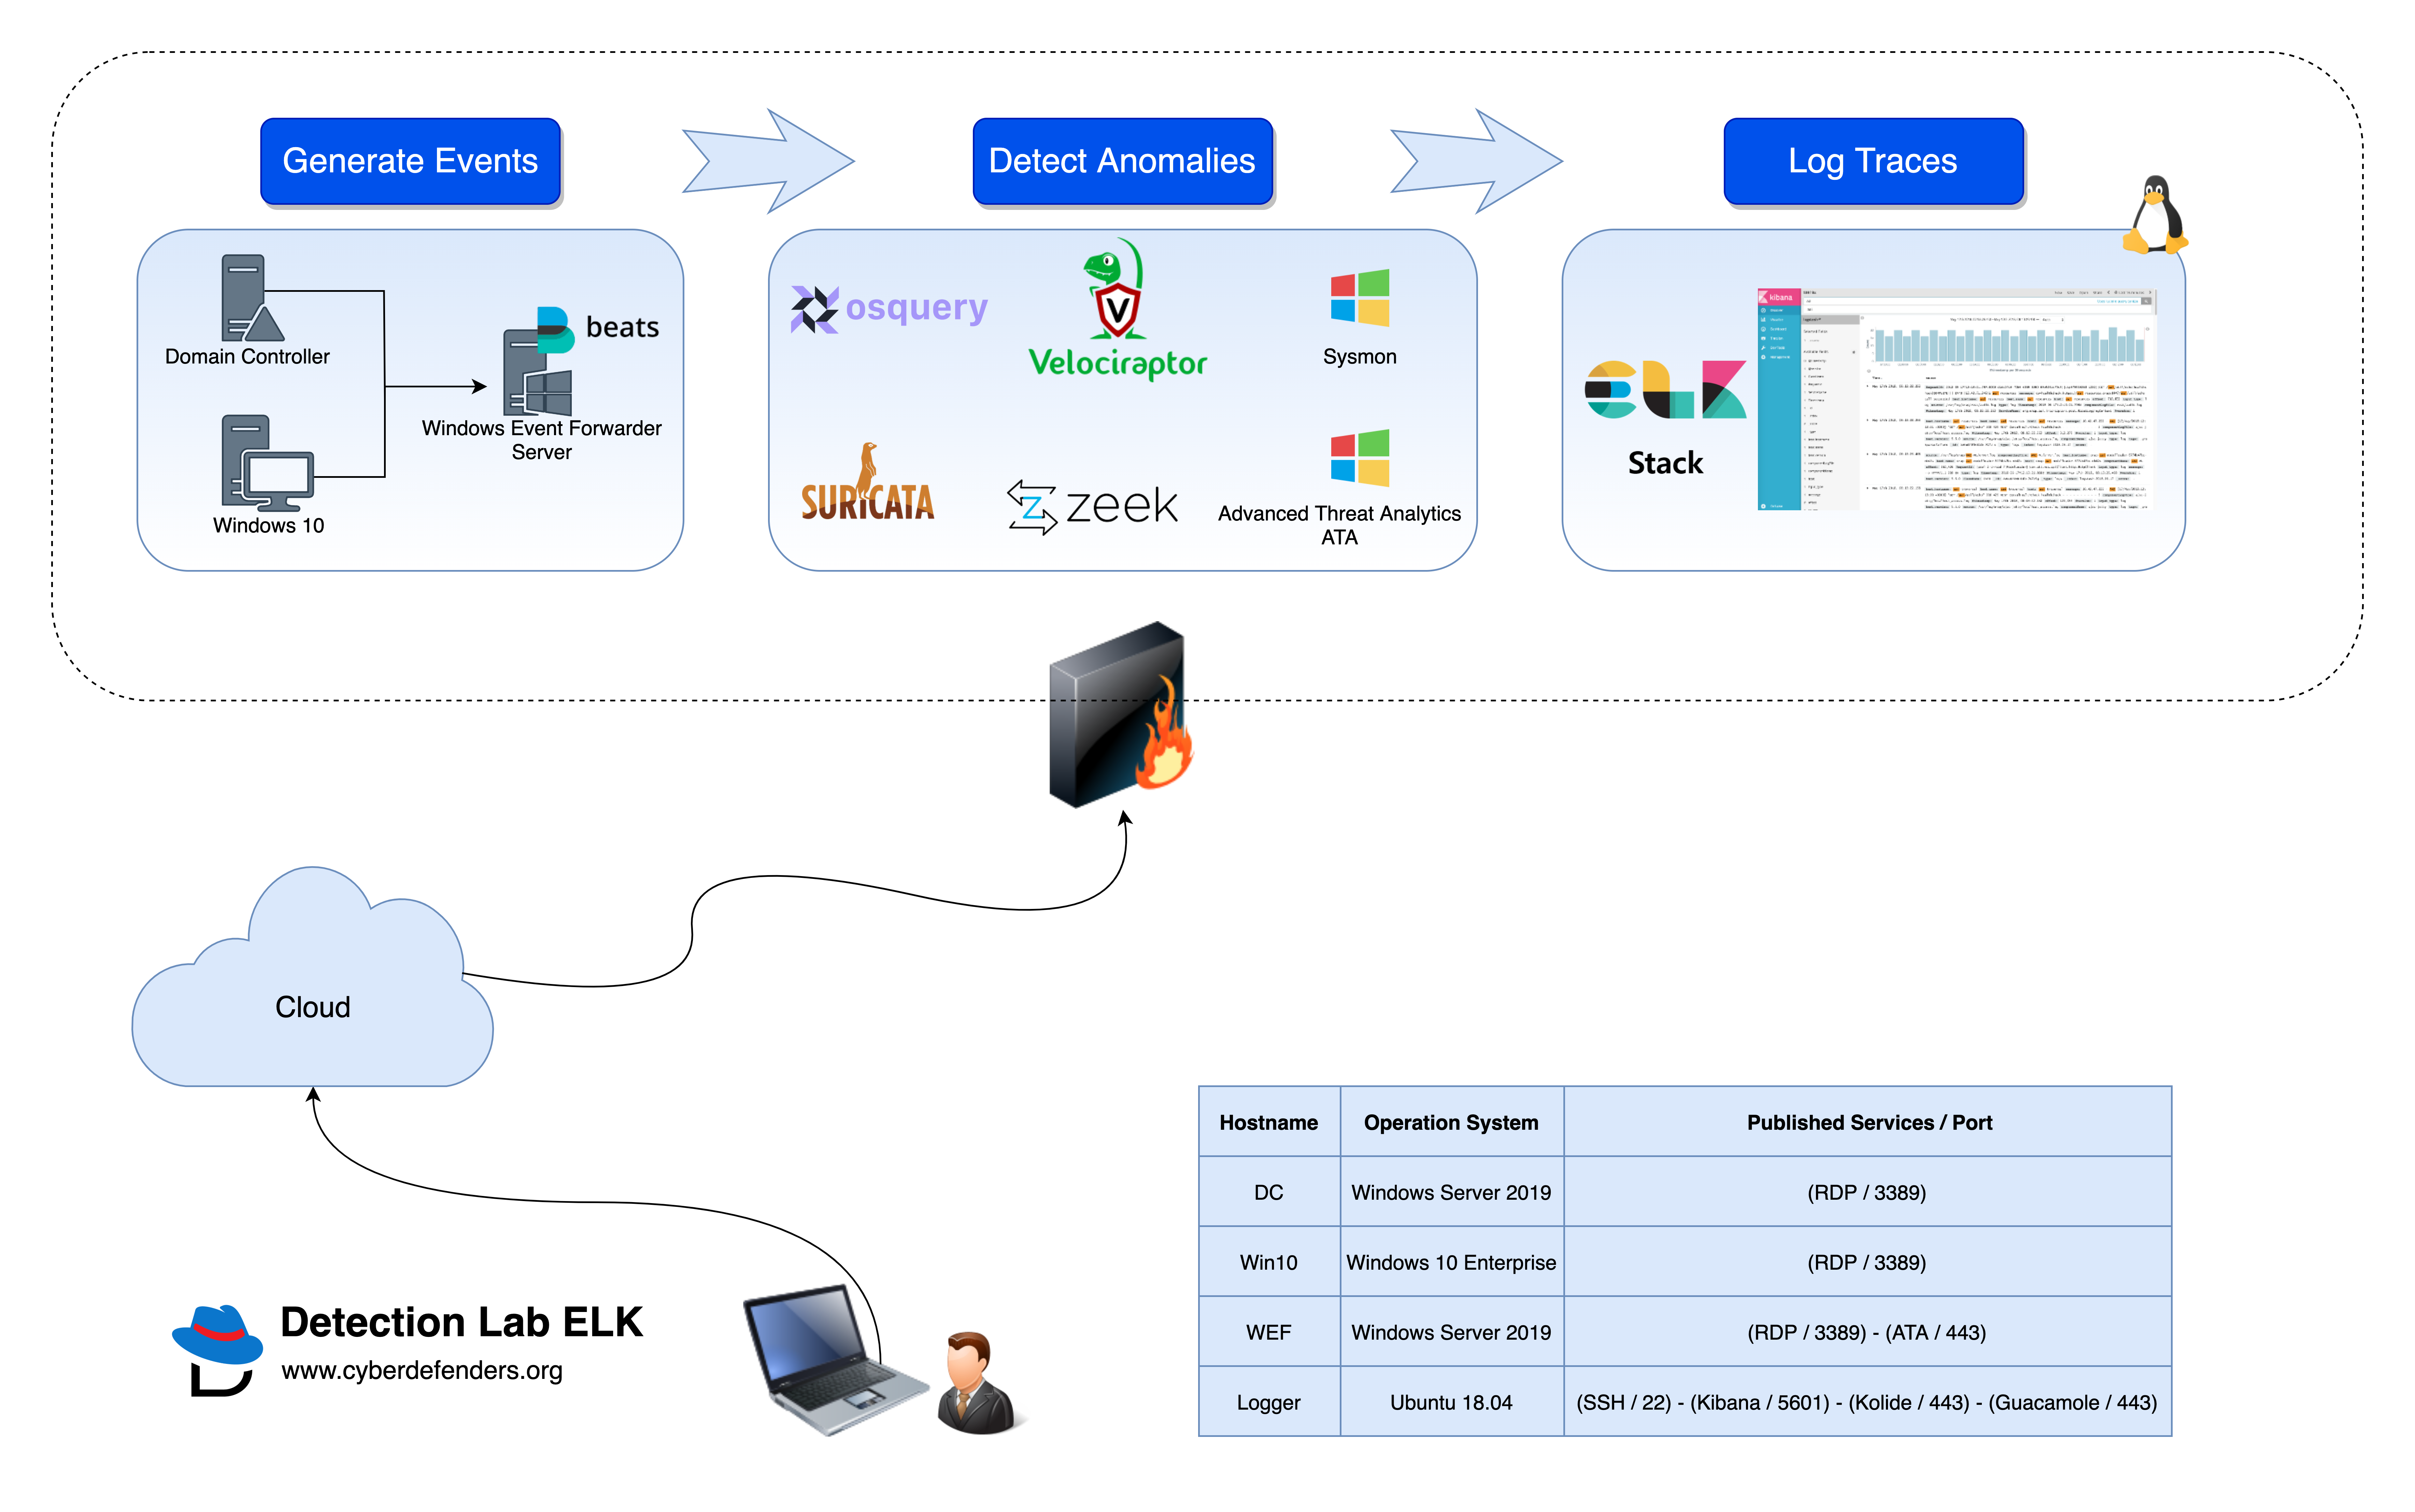 Generate Events
Detect Anomalies
Log Traces
Domain Controller
beats
Windows Event Forwarder
Server
Windows 10
osquery
V
Velociraptor
Sysmon
SURICATA
z zeek
Advanced Threat Analytics
ATA
kibana
elk
Stack
Cloud
Hostname Operation System Published Services / Port
DC Windows Server 2019 (RDP / 3389)
Win10 Windows 10 Enterprise (RDP / 3389)
WEF Windows Server 2019 (RDP / 3389) - (ATA / 443)
Logger Ubuntu 18.04 (SSH / 22) - (Kibana / 5601) - (Kolide / 443) - (Guacamole / 443)
Detection Lab ELK
www.cyberdefenders.org